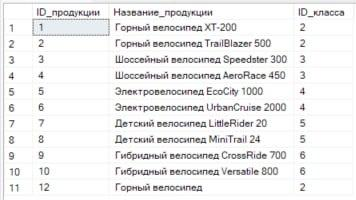 ID_продукции Название_продукции ID_класса
1 1 Горный велосипед XT-200 2
2 2 Горный велосипед TrailBlazer 500 2
3 3 Шоссейный велосипед Speedster 300 3
4 4 Шоссейный велосипед AeroRace 450 3
5 5 Электровелосипед EcoCity 1000 4
6 6 Электровелосипед UrbanCruise 2000 4
7 7 Детский велосипед LittleRider 20 5
8 8 Детский велосипед MiniTrail 24 5
9 9 Гибридный велосипед CrossRide 700 6
10 10 Гибридный велосипед Versatile 800 6
11 12 Горный велосипед 2